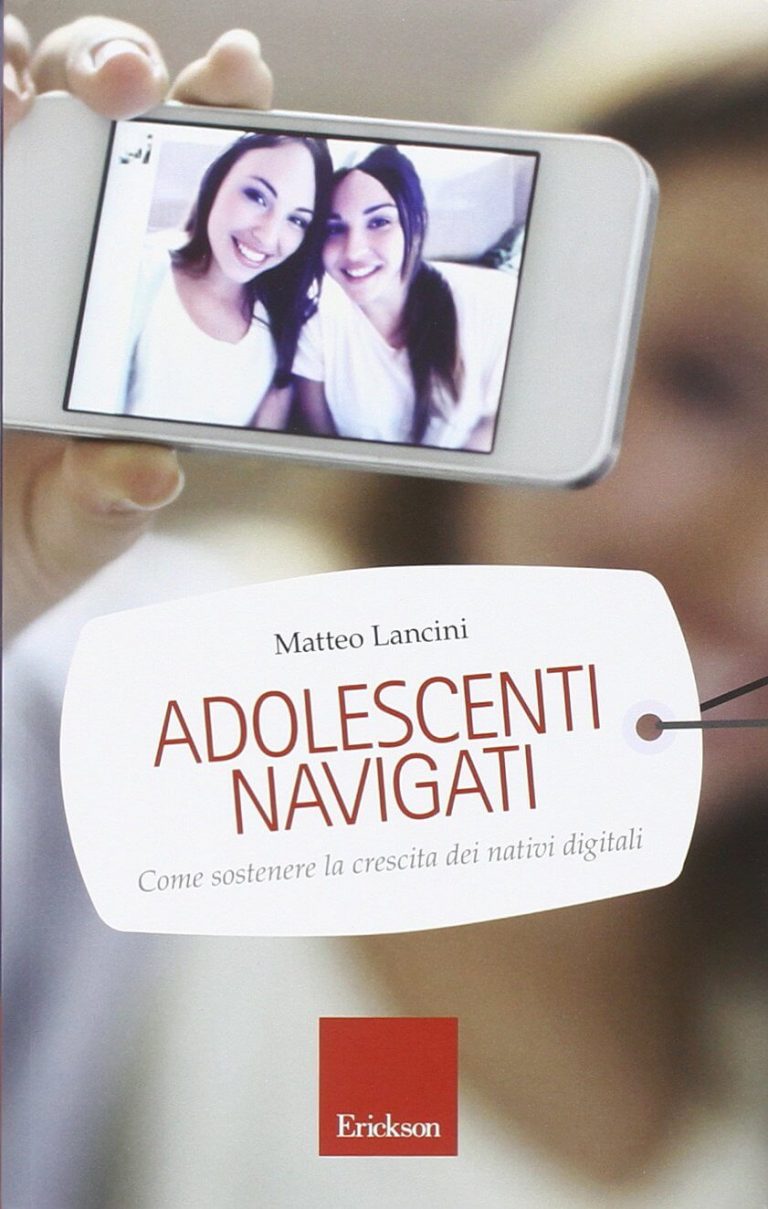 Matteo Lancini
ADOLESCENTI
NAVIGATI
Come sostenere la crescita dei nativi digitali
Erickson